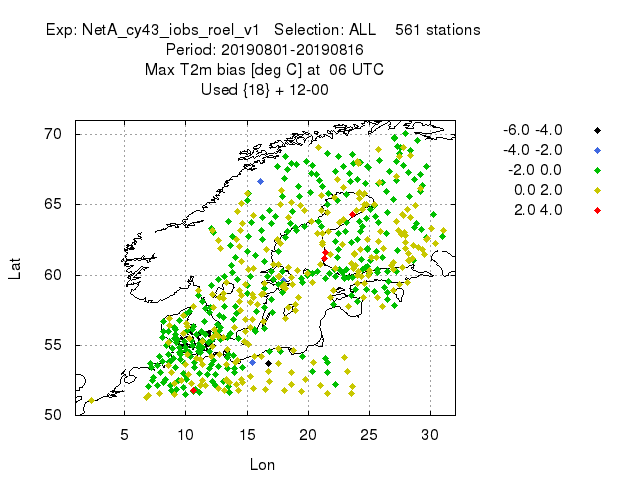 Exp: NetA_cy43_iobs_roel_v1 Selection: ALL 561 stations
Period: 20190801-20190816
Max T2m bias [deg C] at 06 UTC
Used {18} + 12-00
-6.0 -4.0
-4.0 -2.0
-2.0 0.0
0.0 2.0
2.0 4.0
70
65
60
55
50
Lat
5 10 15 20 25 30
Lon